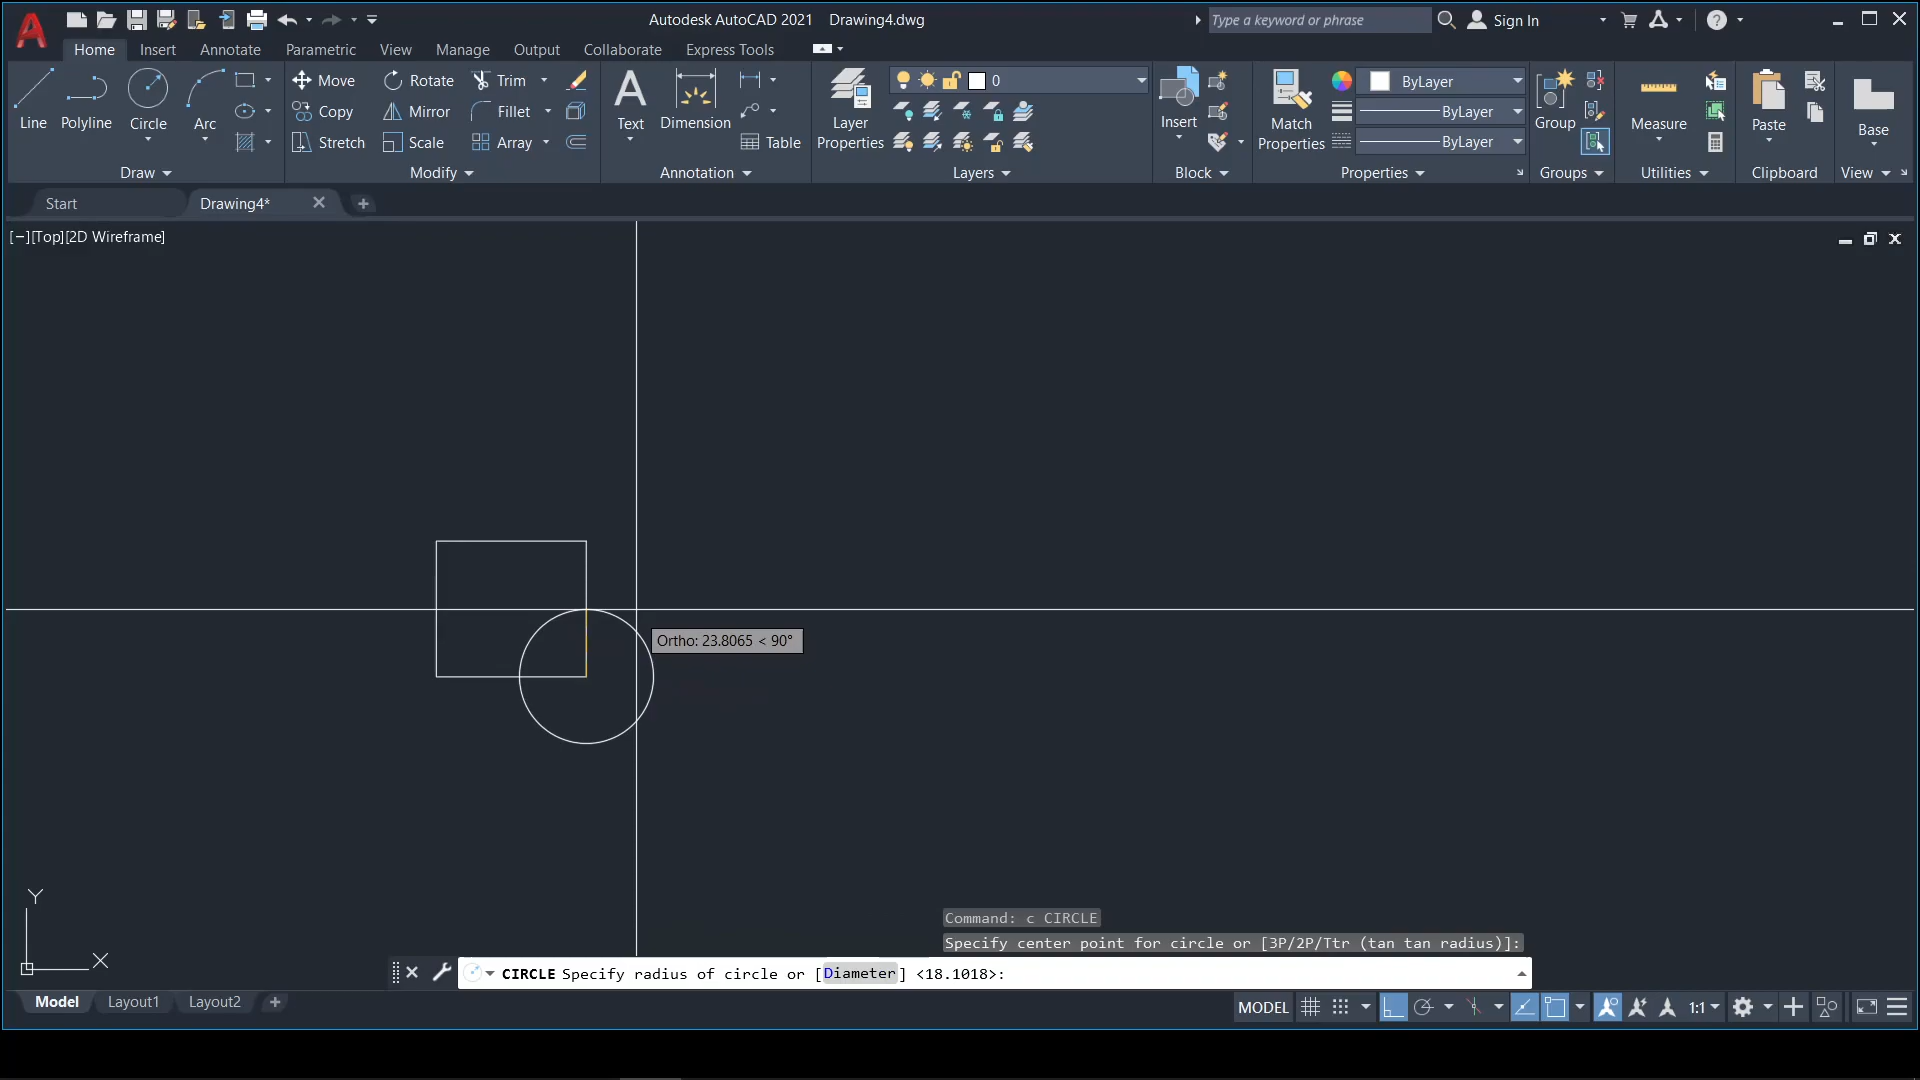 Autodesk AutoCAD 2021 Drawing4.dwg
Type a keyword or phrase
Sign In
Home Insert Annotate Parametric View Manage Output Collaborate Express Tools
Line
Polyline
Circle
Arc
Draw
Move
Copy
Stretch
Rotate
Mirror
Scale
Trim
Fillet
Array
Modify
Text
Dimension
Table
Annotation
Layer
Properties
0
Layers
Insert
Block
Match
Properties
ByLayer
ByLayer
ByLayer
Properties
Group
Groups
Measure
Utilities
Paste
Clipboard
Base
View
Start
Drawing4*
[−][Top][2D Wireframe]
Ortho: 23.8065 < 90°
Y
X
Command: c CIRCLE
Specify center point for circle or [3P/2P/Ttr (tan tan radius)]:
CIRCLE Specify radius of circle or [Diameter] <18.1018>:
Model Layout1 Layout2
MODEL
1:1